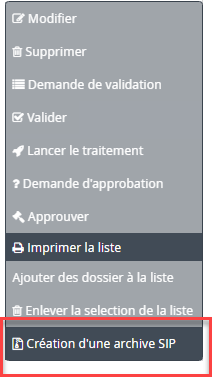 Modifier
Supprimer
Demande de validation
Valider
Lancer le traitement
? Demande d'approbation
Approuver
Imprimer la liste
Ajouter des dossier à la liste
Enlever la selection de la liste
Création d'une archive SIP